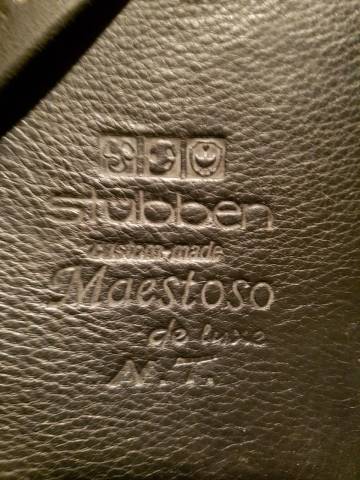 Stübben
custom-made
Maestoso
de luxe
N.T.